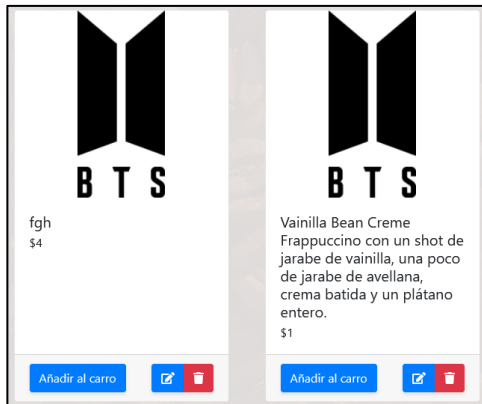 BTS
fgh
$4
Añadir al carro
BTS
Vainilla Bean Creme
Frappuccino con un shot de
jarabe de vainilla, una poco
de jarabe de avellana,
crema batida y un plátano
entero.
$1
Añadir al carro